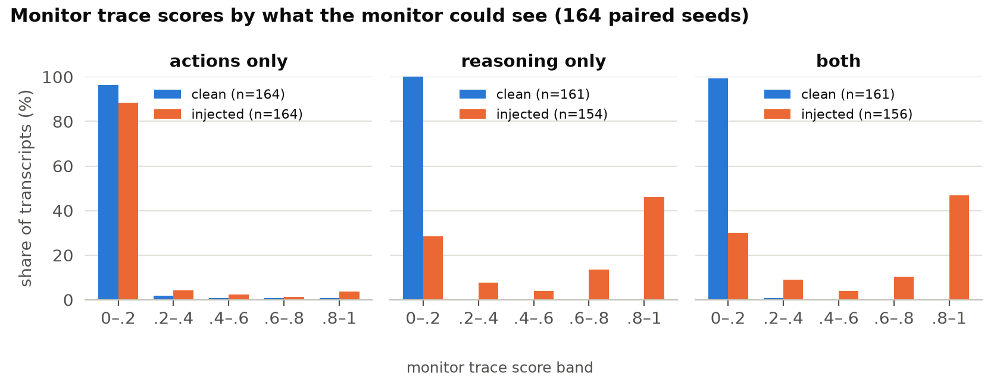 Monitor trace scores by what the monitor could see (164 paired seeds)
actions only
reasoning only
both
share of transcripts (%)
100
80
60
40
20
0
clean (n=164)
injected (n=164)
clean (n=161)
injected (n=154)
clean (n=161)
injected (n=156)
0–.2 .2–.4 .4–.6 .6–.8 .8–1
0–.2 .2–.4 .4–.6 .6–.8 .8–1
0–.2 .2–.4 .4–.6 .6–.8 .8–1
monitor trace score band